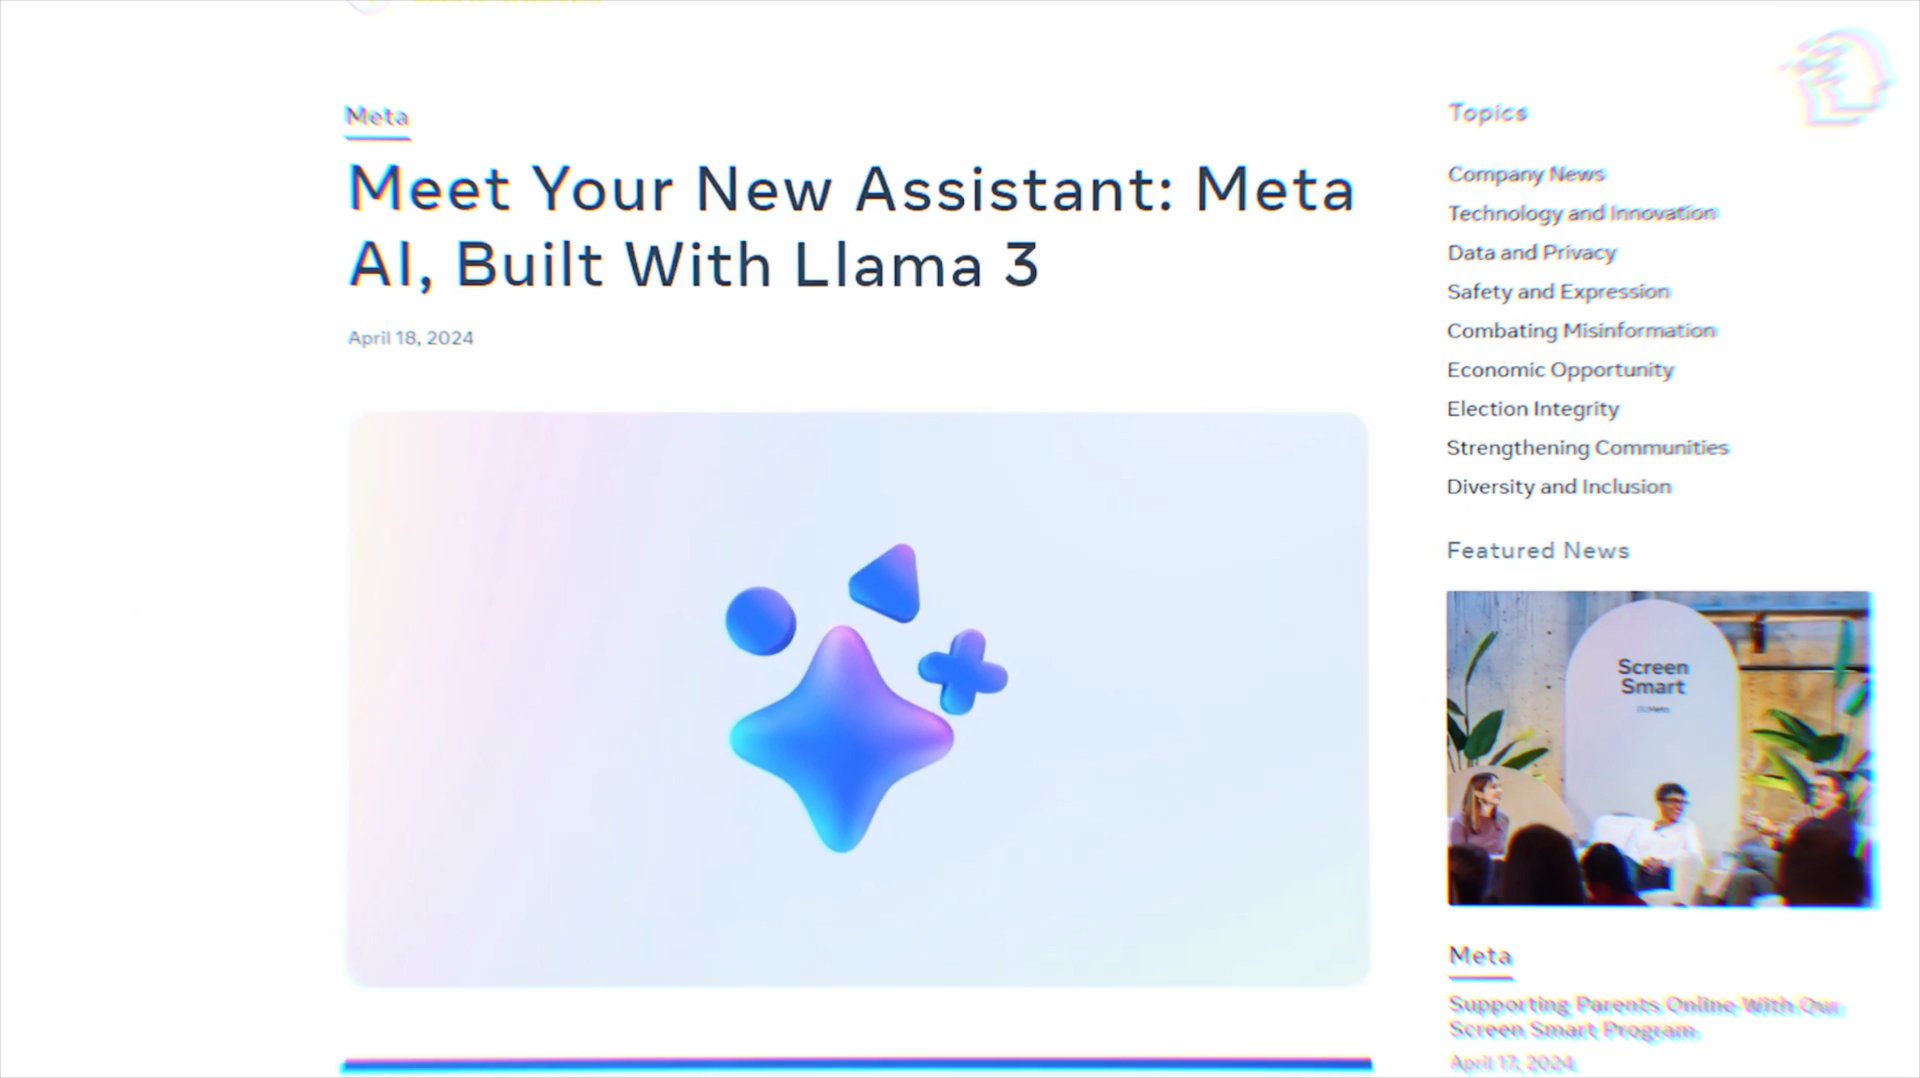 Meta
Meet Your New Assistant: Meta
AI, Built With Llama 3
April 18, 2024
Topics
Company News
Technology and Innovation
Data and Privacy
Safety and Expression
Combating Misinformation
Economic Opportunity
Election Integrity
Strengthening Communities
Diversity and Inclusion
Featured News
Screen
Smart
Meta
Supporting Parents Online With Our
Screen Smart Program
April 17, 2024